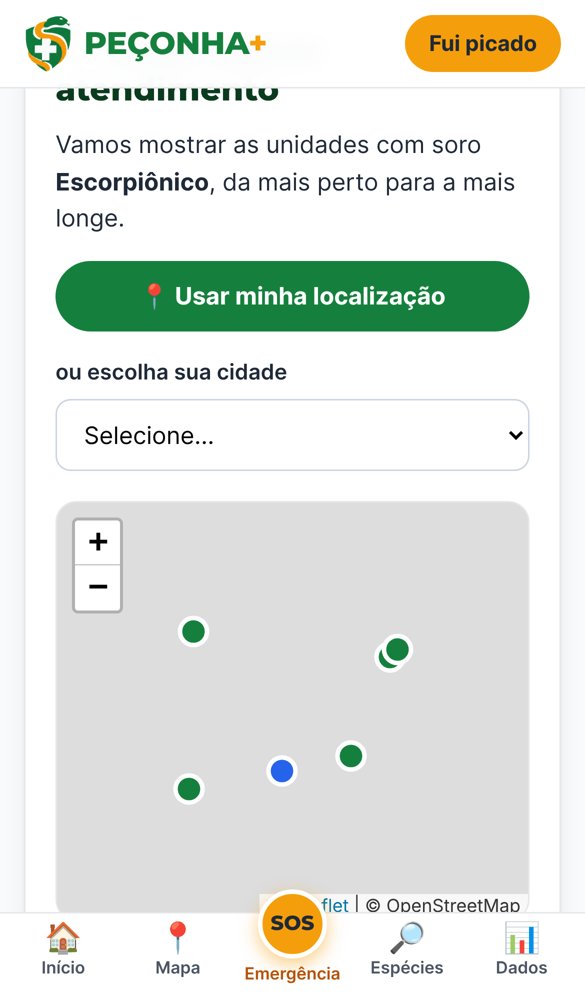 PEÇONHA+
Fui picado
atendimento
Vamos mostrar as unidades com soro
Escorpiônico, da mais perto para a mais
longe.
📍 Usar minha localização
ou escolha sua cidade
Selecione...
+
−
flet | © OpenStreetMap
SOS
Início
Mapa
Emergência
Espécies
Dados